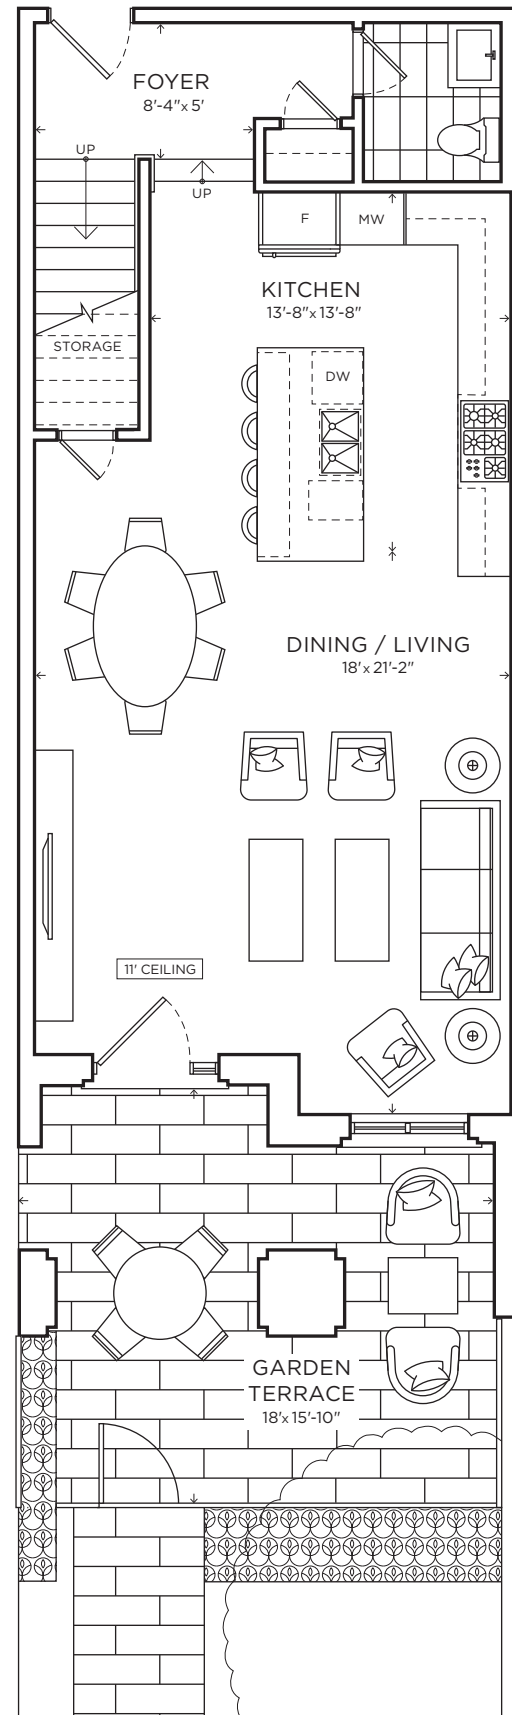 FOYER
8'-4" x 5'
UP
UP
F
MW
KITCHEN
13'-8" x 13'-8"
STORAGE
DW
DINING / LIVING
18' x 21'-2"
11' CEILING
GARDEN
TERRACE
18' x 15'-10"